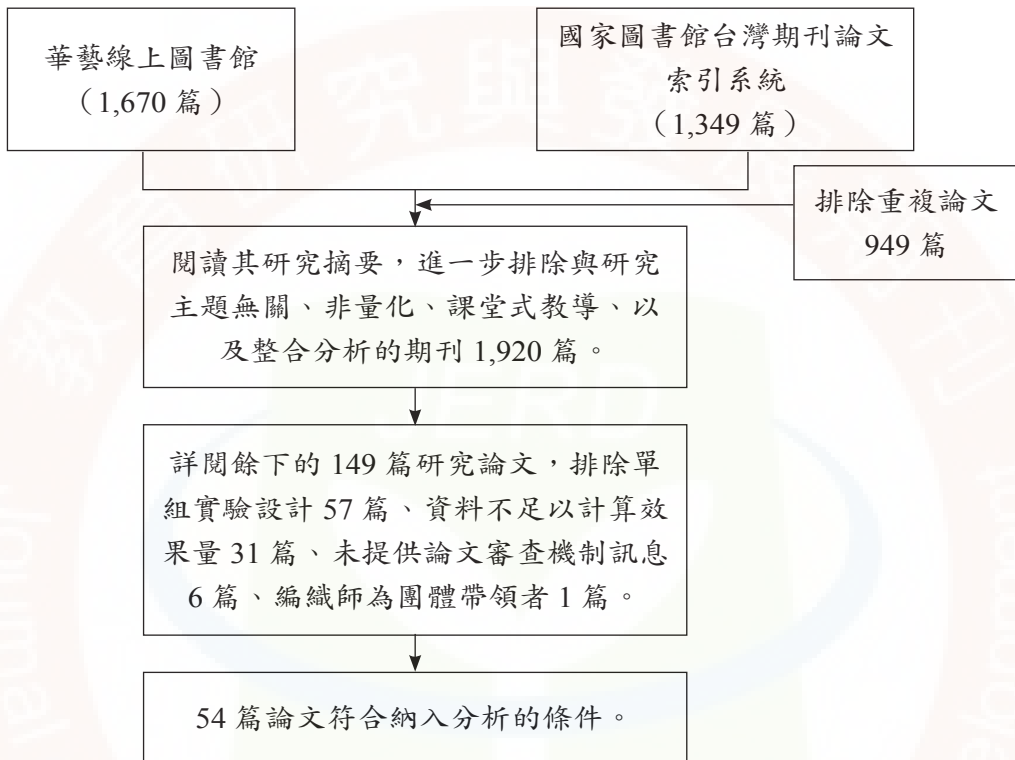 華藝線上圖書館
（1,670 篇）
國家圖書館台灣期刊論文
索引系統
（1,349 篇）
排除重複論文
949 篇
閱讀其研究摘要，進一步排除與研究
主題無關、非量化、課堂式教導、以
及整合分析的期刊 1,920 篇。
詳閱餘下的 149 篇研究論文，排除單
組實驗設計 57 篇、資料不足以計算效
果量 31 篇、未提供論文審查機制訊息
6 篇、編織師為團體帶領者 1 篇。
54 篇論文符合納入分析的條件。
JERD